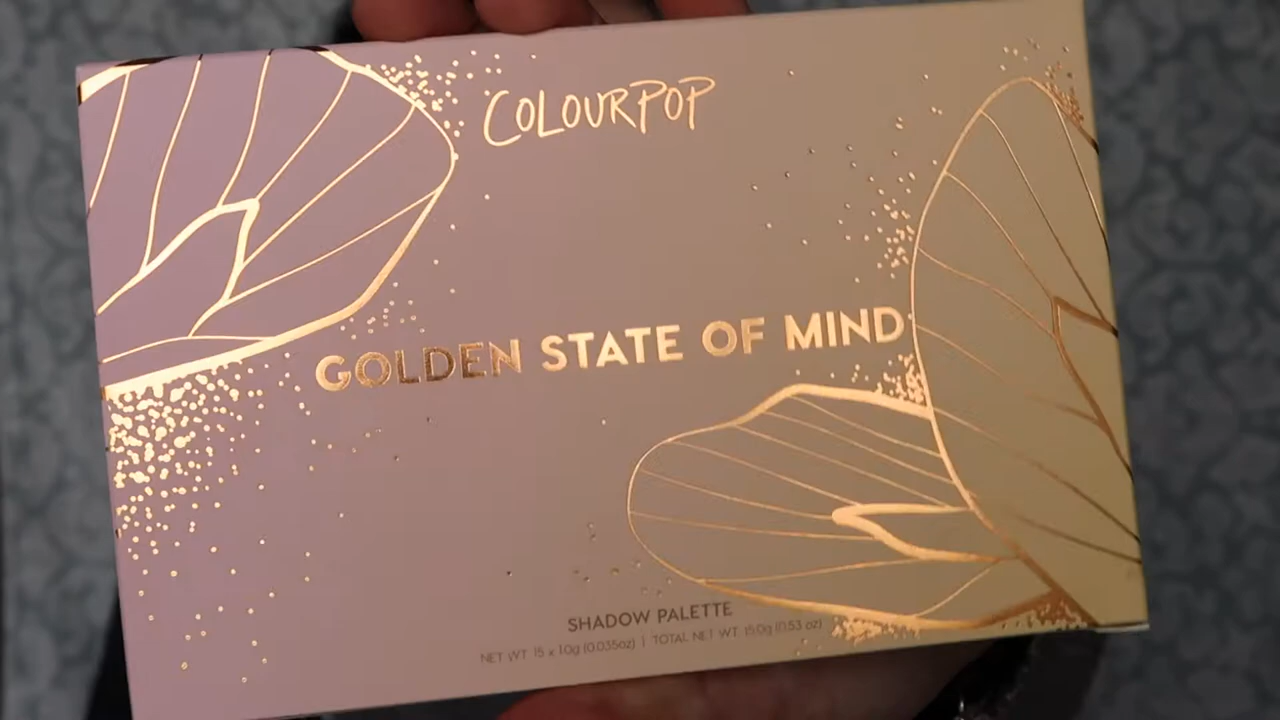 COLOURPOP
GOLDEN STATE OF MIND
SHADOW PALETTE
NET WT. 15 x 1.0g (0.035oz) | TOTAL NET WT. 15.0g (0.53 oz)